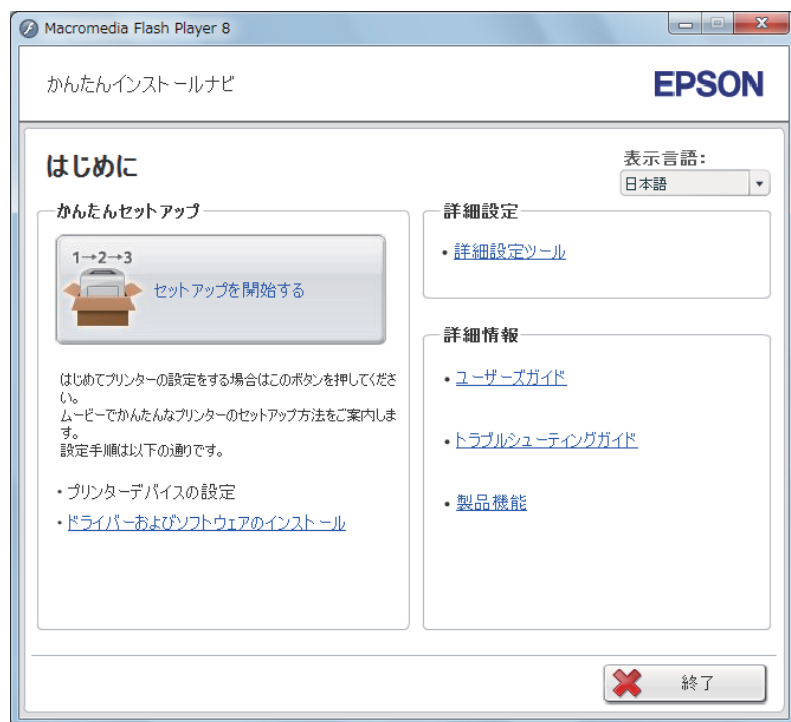 Macromedia Flash Player 8
かんたんインストールナビ
EPSON
はじめに
表示言語:
日本語
かんたんセットアップ
1→2→3
セットアップを開始する
はじめてプリンターの設定をする場合はこのボタンを押してくださ
い。
ムービーでかんたんなプリンターのセットアップ方法をご案内しま
す。
設定手順は以下の通りです。
・プリンターデバイスの設定
・ドライバーおよびソフトウェアのインストール
詳細設定
・詳細設定ツール
詳細情報
・ユーザーズガイド
・トラブルシューティングガイド
・製品機能
終了